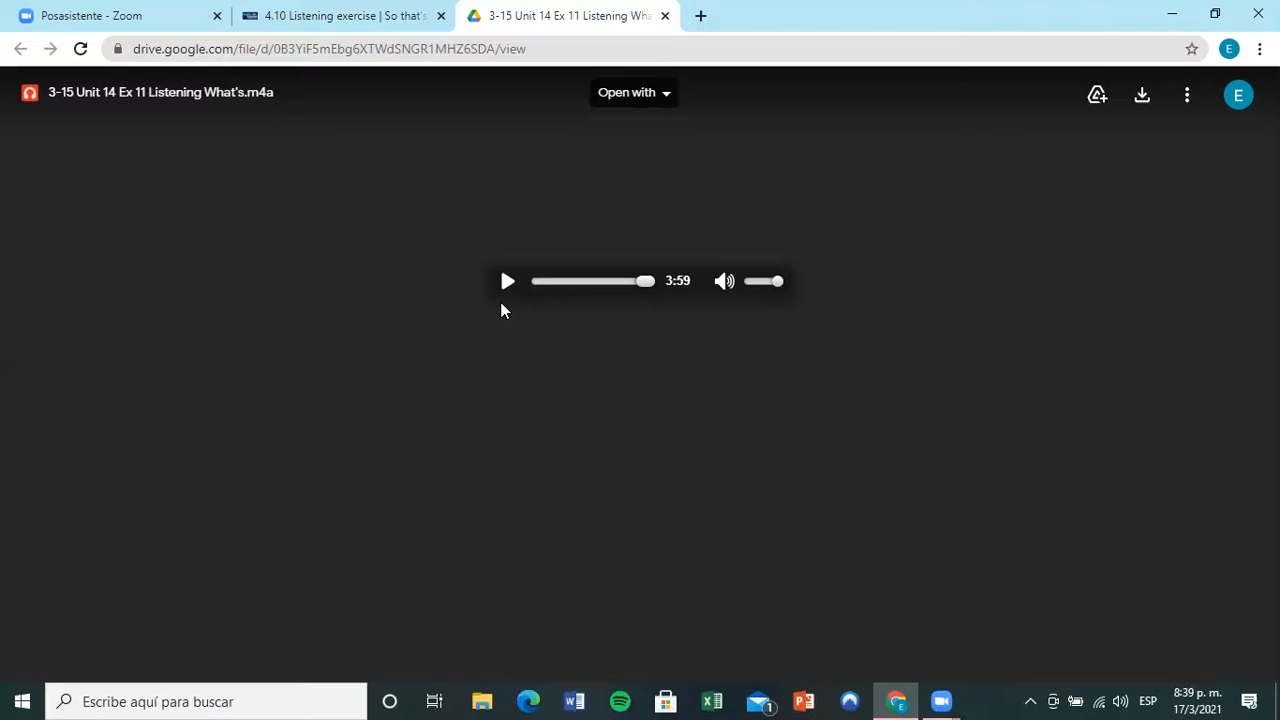 Posasistente - Zoom
4.10 Listening exercise | So that's
3-15 Unit 14 Ex 11 Listening Wha
drive.google.com/file/d/0B3YiF5mEbg6XTWdSNGR1MHZ6SDA/view
E
3-15 Unit 14 Ex 11 Listening What's.m4a
Open with
E
3:59
Escribe aquí para buscar
1
E
ESP
8:39 p. m.
17/3/2021